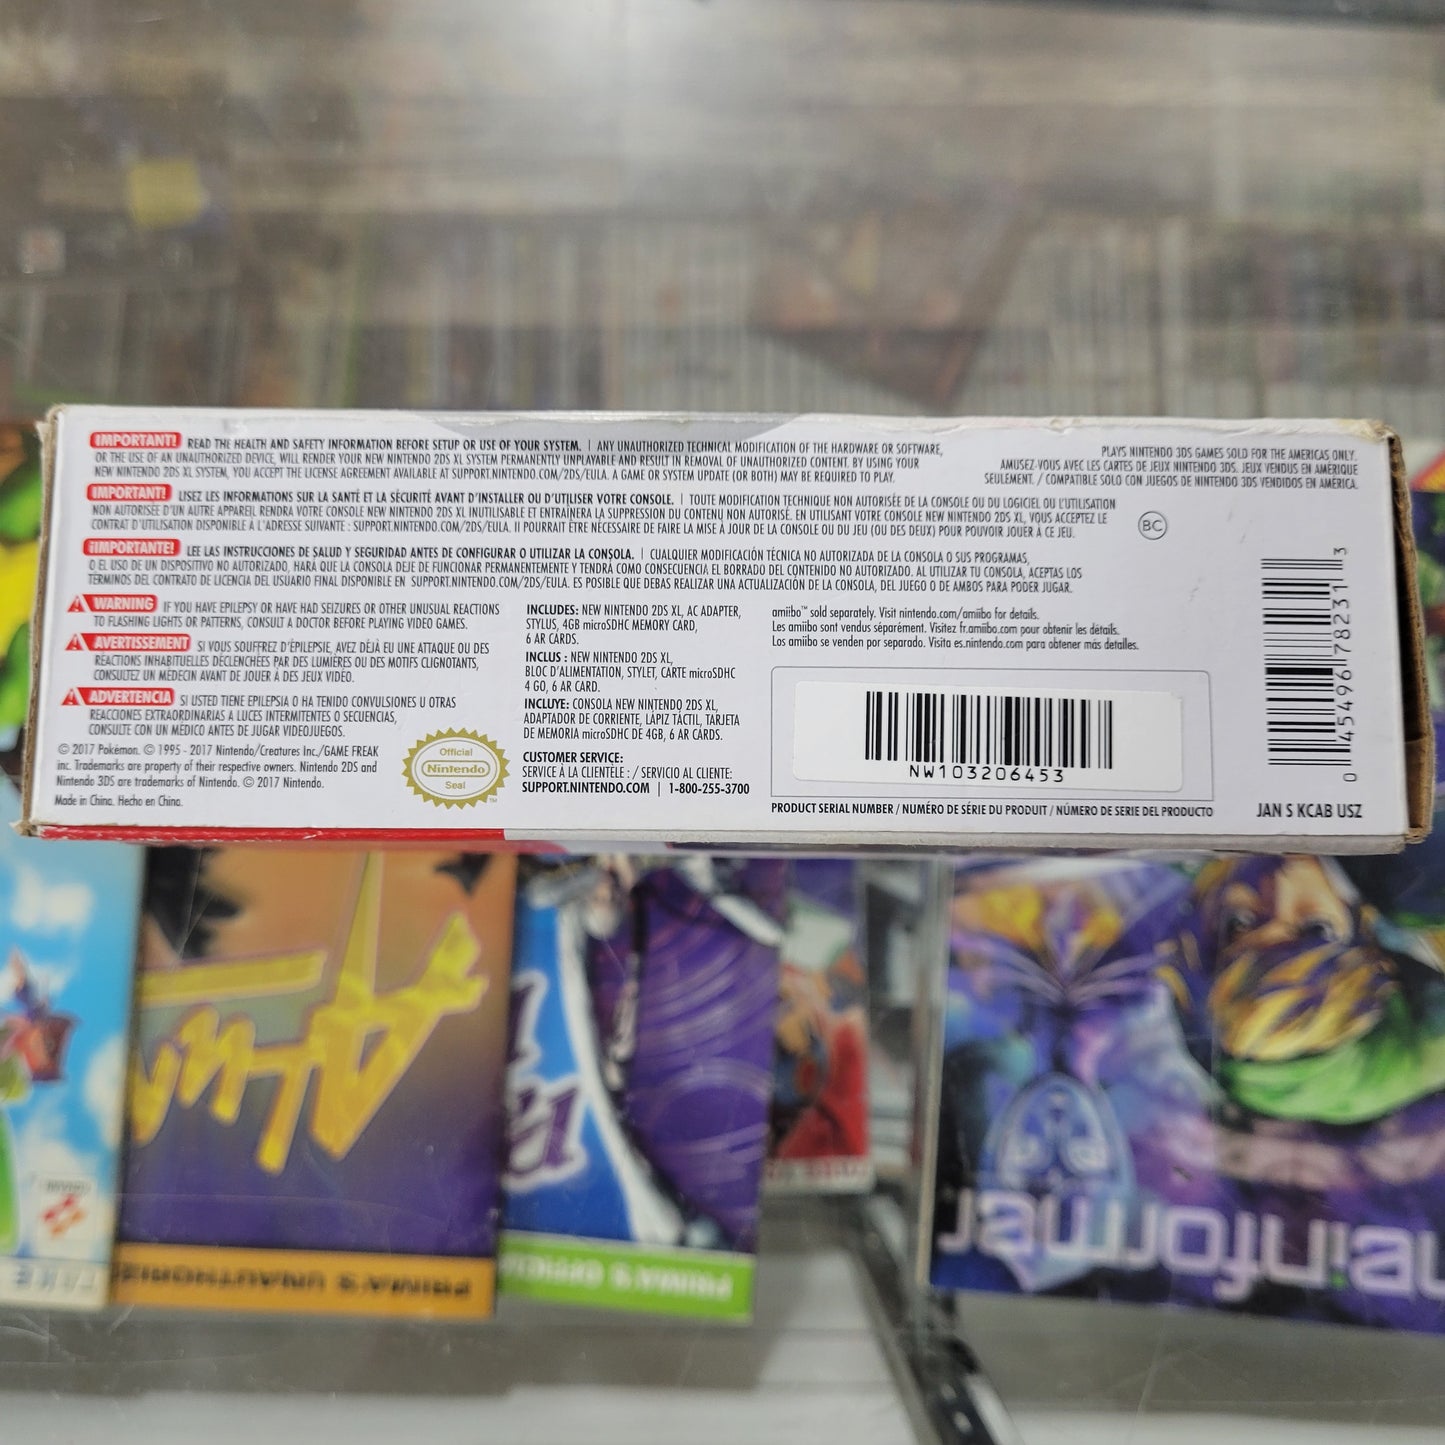 IMPORTANT! READ THE HEALTH AND SAFETY INFORMATION BEFORE SETUP OR USE OF YOUR SYSTEM. | ANY UNAUTHORIZED TECHNICAL MODIFICATION OF THE HARDWARE OR SOFTWARE,
OR THE USE OF AN UNAUTHORIZED DEVICE, WILL RENDER YOUR NEW NINTENDO 2DS XL SYSTEM PERMANENTLY UNPLAYABLE AND RESULT IN REMOVAL OF UNAUTHORIZED CONTENT. BY USING YOUR
NEW NINTENDO 2DS XL SYSTEM, YOU ACCEPT THE LICENSE AGREEMENT AVAILABLE AT SUPPORT.NINTENDO.COM/2DS/EULA. A GAME OR SYSTEM UPDATE (OR BOTH) MAY BE REQUIRED TO PLAY.
PLAYS NINTENDO 3DS GAMES SOLD FOR THE AMERICAS ONLY.
AMUSEZ-VOUS AVEC LES CARTES DE JEUX NINTENDO 3DS. JEUX VENDUS EN AMÉRIQUE
SEULEMENT. / COMPATIBLE SOLO CON JUEGOS DE NINTENDO 3DS VENDIDOS EN AMÉRICA.
IMPORTANT! LISEZ LES INFORMATIONS SUR LA SANTÉ ET LA SÉCURITÉ AVANT D'INSTALLER OU D'UTILISER VOTRE CONSOLE. | TOUTE MODIFICATION TECHNIQUE NON AUTORISÉE DE LA CONSOLE OU DU LOGICIEL OU L'UTILISATION
NON AUTORISÉE D'UN AUTRE APPAREIL RENDRA VOTRE CONSOLE NEW NINTENDO 2DS XL INUTILISABLE ET ENTRAÎNERA LA SUPPRESSION DU CONTENU NON AUTORISÉ. EN UTILISANT VOTRE CONSOLE NEW NINTENDO 2DS XL, VOUS ACCEPTEZ LE
CONTRAT D'UTILISATION DISPONIBLE À L'ADRESSE SUIVANTE : SUPPORT.NINTENDO.COM/2DS/EULA. Il POURRAIT ÊTRE NÉCESSAIRE DE FAIRE LA MISE À JOUR DE LA CONSOLE OU DU JEU (OU DES DEUX) POUR POUVOIR JOUER À CE JEU.
BC
¡IMPORTANTE! LEE LAS INSTRUCCIONES DE SALUD Y SEGURIDAD ANTES DE CONFIGURAR O UTILIZAR LA CONSOLA. | CUALQUIER MODIFICACIÓN TÉCNICA NO AUTORIZADA DE LA CONSOLA O SUS PROGRAMAS,
O EL USO DE UN DISPOSITIVO NO AUTORIZADO, HARÁ QUE LA CONSOLA DEJE DE FUNCIONAR PERMANENTEMENTE Y TENDRÁ COMO CONSECUENCIA EL BORRADO DEL CONTENIDO NO AUTORIZADO. AL UTILIZAR TU CONSOLA, ACEPTAS LOS
TÉRMINOS DEL CONTRATO DE LICENCIA DEL USUARIO FINAL DISPONIBLE EN SUPPORT.NINTENDO.COM/2DS/EULA. ES POSIBLE QUE DEBAS REALIZAR UNA ACTUALIZACIÓN DE LA CONSOLA, DEL JUEGO O DE AMBOS PARA PODER JUGAR.
WARNING IF YOU HAVE EPILEPSY OR HAVE HAD SEIZURES OR OTHER UNUSUAL REACTIONS
TO FLASHING LIGHTS OR PATTERNS, CONSULT A DOCTOR BEFORE PLAYING VIDEO GAMES.
AVERTISSEMENT SI VOUS SOUFFREZ D'ÉPILEPSIE, AVEZ DÉJÀ EU UNE ATTAQUE OU DES
RÉACTIONS INHABITUELLES DÉCLENCHÉES PAR DES LUMIÈRES OU DES MOTIFS CLIGNOTANTS,
CONSULTEZ UN MÉDECIN AVANT DE JOUER À DES JEUX VIDÉO.
ADVERTENCIA SI USTED TIENE EPILEPSIA O HA TENIDO CONVULSIONES U OTRAS
REACCIONES EXTRAORDINARIAS A LUCES INTERMITENTES O SECUENCIAS,
CONSULTE CON UN MÉDICO ANTES DE JUGAR VIDEOJUEGOS.
© 2017 Pokémon. © 1995 - 2017 Nintendo/Creatures Inc./GAME FREAK
inc. Trademarks are property of their respective owners. Nintendo 2DS and
Nintendo 3DS are trademarks of Nintendo. © 2017 Nintendo.
Made in China. Hecho en China.
Official
Nintendo
Seal
TM
INCLUDES: NEW NINTENDO 2DS XL, AC ADAPTER,
STYLUS, 4GB microSDHC MEMORY CARD,
6 AR CARDS.
INCLUS : NEW NINTENDO 2DS XL,
BLOC D'ALIMENTATION, STYLET, CARTE microSDHC
4 GO, 6 AR CARD.
INCLUYE: CONSOLA NEW NINTENDO 2DS XL,
ADAPTADOR DE CORRIENTE, LÁPIZ TÁCTIL, TARJETA
DE MEMORIA microSDHC DE 4GB, 6 AR CARDS.
CUSTOMER SERVICE:
SERVICE À LA CLIENTÈLE : / SERVICIO AL CLIENTE:
SUPPORT.NINTENDO.COM | 1-800-255-3700
amiibo™ sold separately. Visit nintendo.com/amiibo for details.
Les amiibo sont vendus séparément. Visitez fr.amiibo.com pour obtenir les détails.
Los amiibo se venden por separado. Visita es.nintendo.com para obtener más detalles.
NW103206453
PRODUCT SERIAL NUMBER / NUMÉRO DE SÉRIE DU PRODUIT / NÚMERO DE SERIE DEL PRODUCTO
0 45496 78231 3
JAN S KCAB USZ
KONAMI
PRIMA'S UNAUTHORIZED
PRIMA'S OFFICIAL